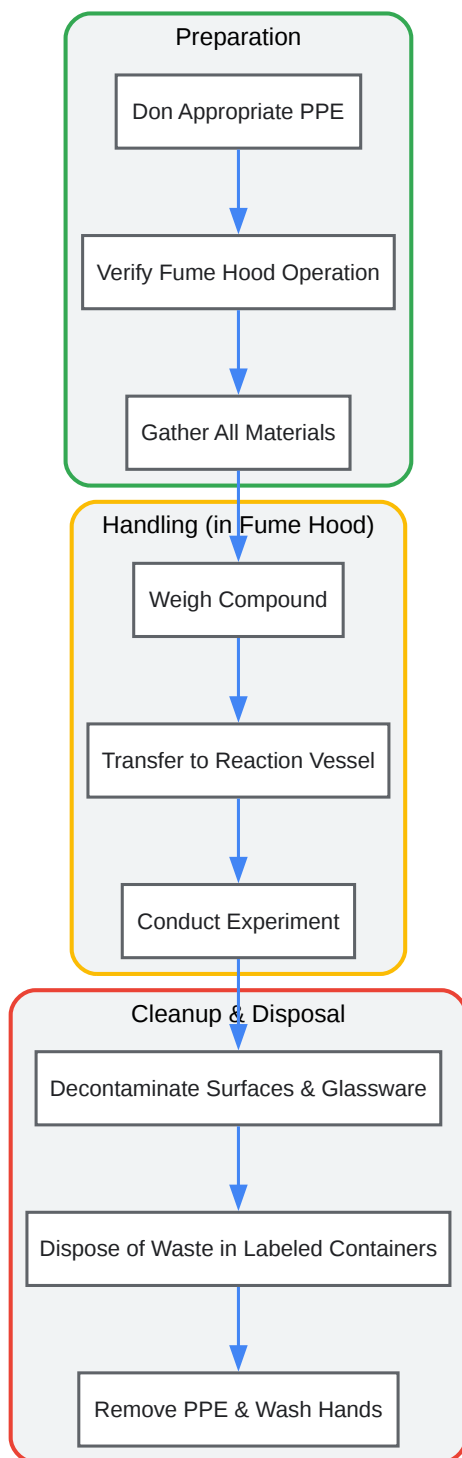 Preparation
Don Appropriate PPE
Verify Fume Hood Operation
Gather All Materials
Handling (in Fume Hood)
Weigh Compound
Transfer to Reaction Vessel
Conduct Experiment
Cleanup & Disposal
Decontaminate Surfaces & Glassware
Dispose of Waste in Labeled Containers
Remove PPE & Wash Hands